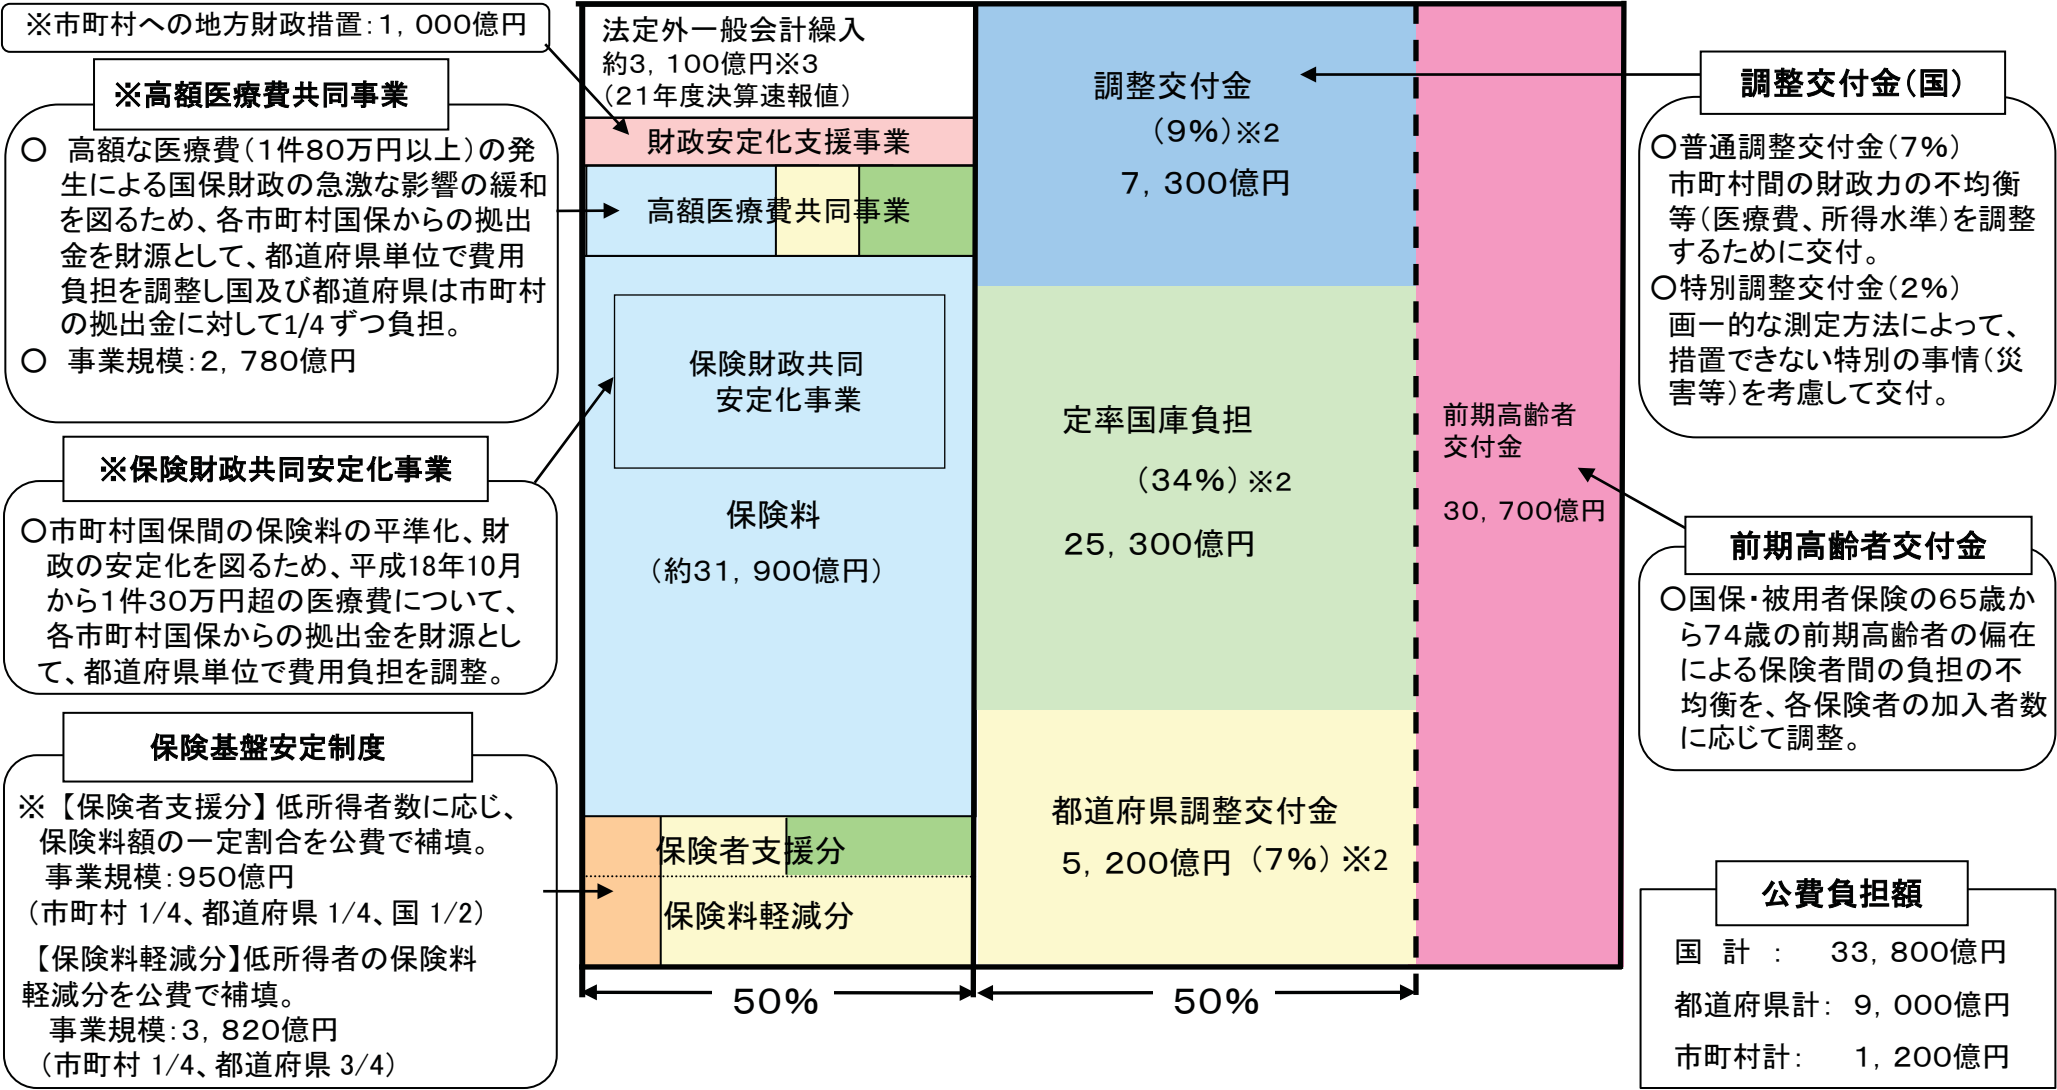 ※市町村への地方財政措置:1,000億円
※高額医療費共同事業
○ 高額な医療費(1件80万円以上)の発
生による国保財政の急激な影響の緩和
を図るため、各市町村国保からの拠出
金を財源として、都道府県単位で費用
負担を調整し国及び都道府県は市町村
の拠出金に対して1/4ずつ負担。
○ 事業規模:2,780億円
※保険財政共同安定化事業
○市町村国保間の保険料の平準化、財
政の安定化を図るため、平成18年10月
から1件30万円超の医療費について、
各市町村国保からの拠出金を財源とし
て、都道府県単位で費用負担を調整。
保険基盤安定制度
※【保険者支援分】低所得者数に応じ、
保険料額の一定割合を公費で補填。
事業規模:950億円
(市町村 1/4、都道府県 1/4、国 1/2)
【保険料軽減分】低所得者の保険料
軽減分を公費で補填。
事業規模:3,820億円
(市町村 1/4、都道府県 3/4)
法定外一般会計繰入
約3,100億円※3
(21年度決算速報値)
財政安定化支援事業
高額医療費共同事業
保険財政共同
安定化事業
保険料
(約31,900億円)
保険者支援分
保険料軽減分
50%
調整交付金
(9%)※2
7,300億円
定率国庫負担
(34%)※2
25,300億円
都道府県調整交付金
5,200億円(7%)※2
50%
前期高齢者
交付金
30,700億円
調整交付金(国)
○普通調整交付金(7%)
市町村間の財政力の不均衡
等(医療費、所得水準)を調整
するために交付。
○特別調整交付金(2%)
画一的な測定方法によって、
措置できない特別の事情(災
害等)を考慮して交付。
前期高齢者交付金
○国保・被用者保険の65歳か
ら74歳の前期高齢者の偏在
による保険者間の負担の不
均衡を、各保険者の加入者数
に応じて調整。
公費負担額
国 計 : 33,800億円
都道府県計: 9,000億円
市町村計: 1,200億円